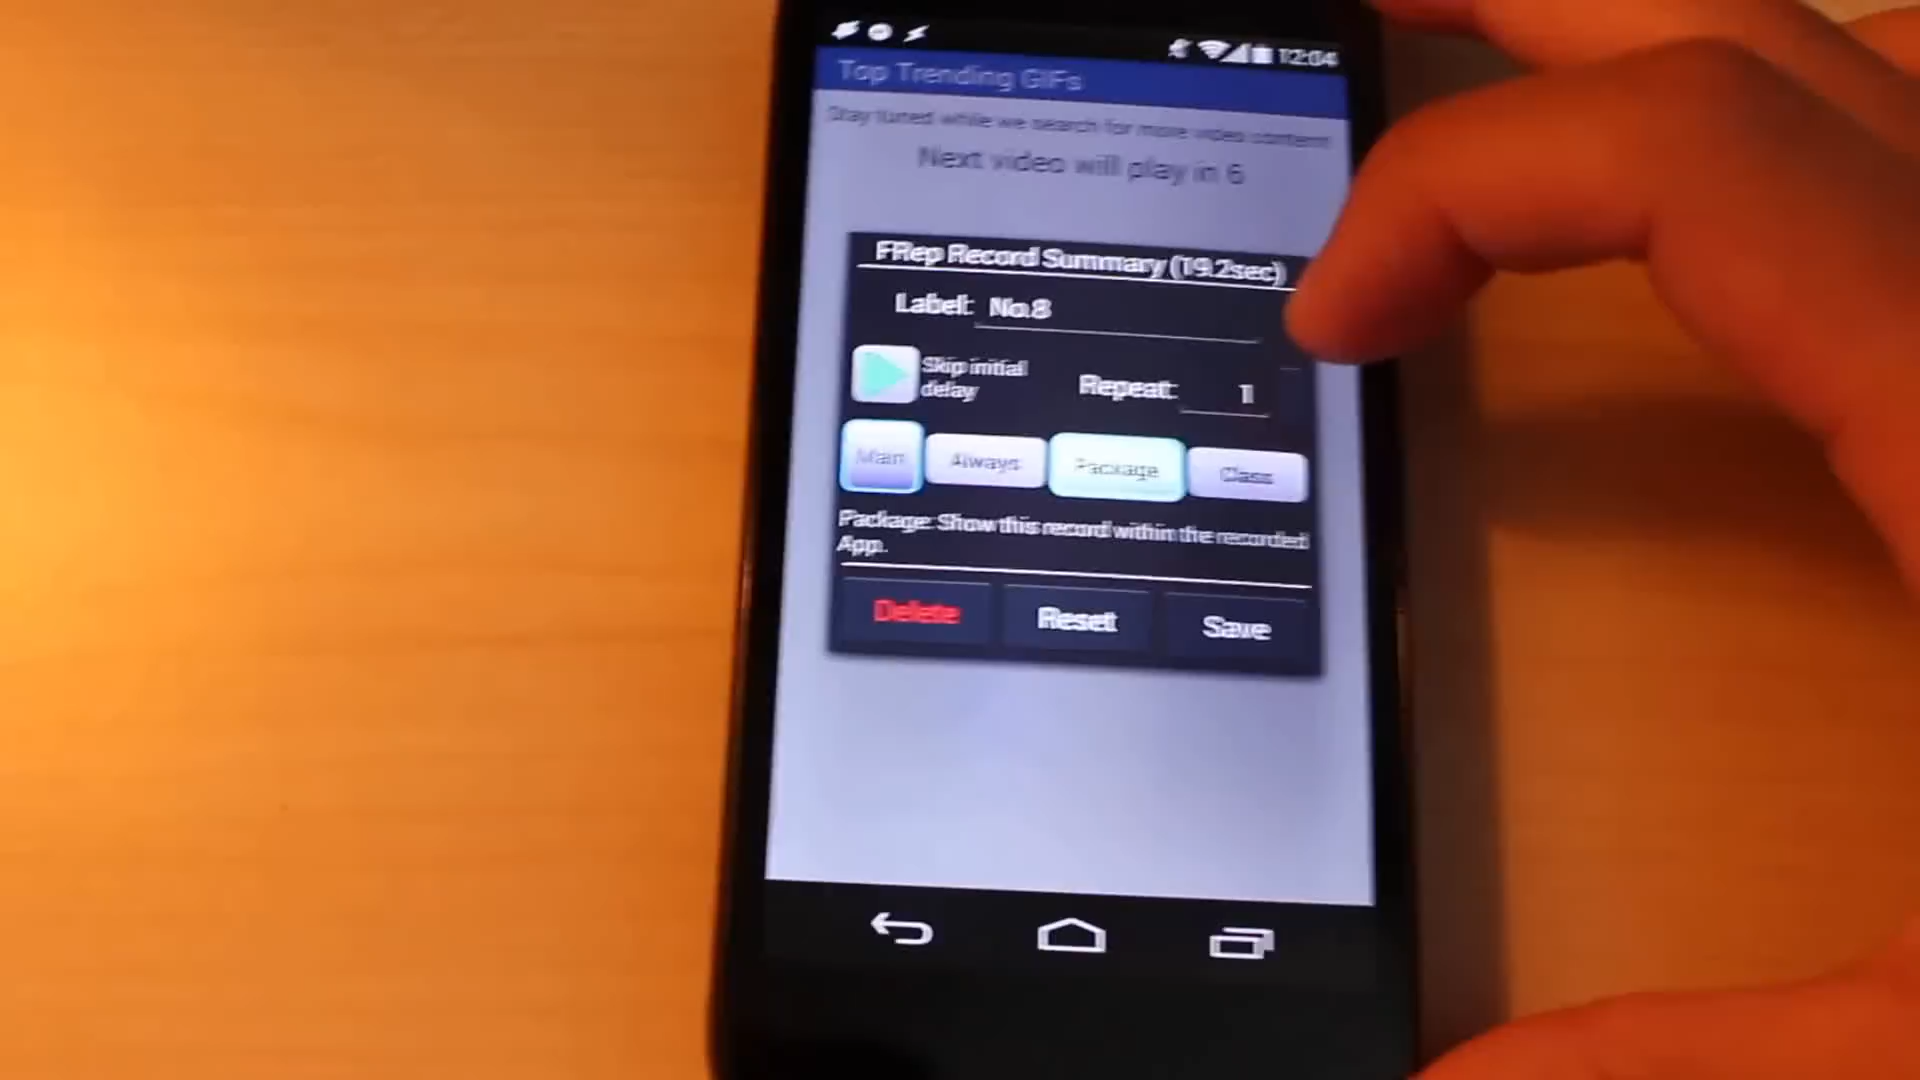 12:04
Top Trending GIFs
Stay tuned while we search for more video content
Next video will play in 6
FRep Record Summary (19.2sec)
Label: No.8
Skip initial
delay
Repeat: 1
Main Always Package Class
Package: Show this record within the recorded
App.
Delete Reset Save